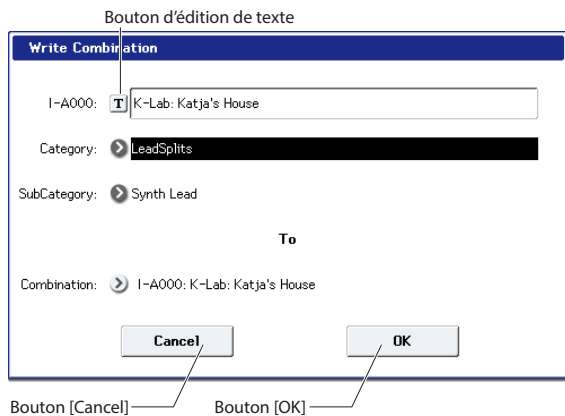 Bouton d’édition de texte
Write Combination
I-A000: T K-Lab: Katja's House
Category: LeadSplits
SubCategory: Synth Lead
To
Combination: I-A000: K-Lab: Katja's House
Cancel OK
Bouton [Cancel] Bouton [OK]